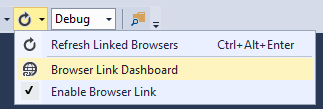 Debug
Refresh Linked Browsers Ctrl+Alt+Enter
Browser Link Dashboard
Enable Browser Link